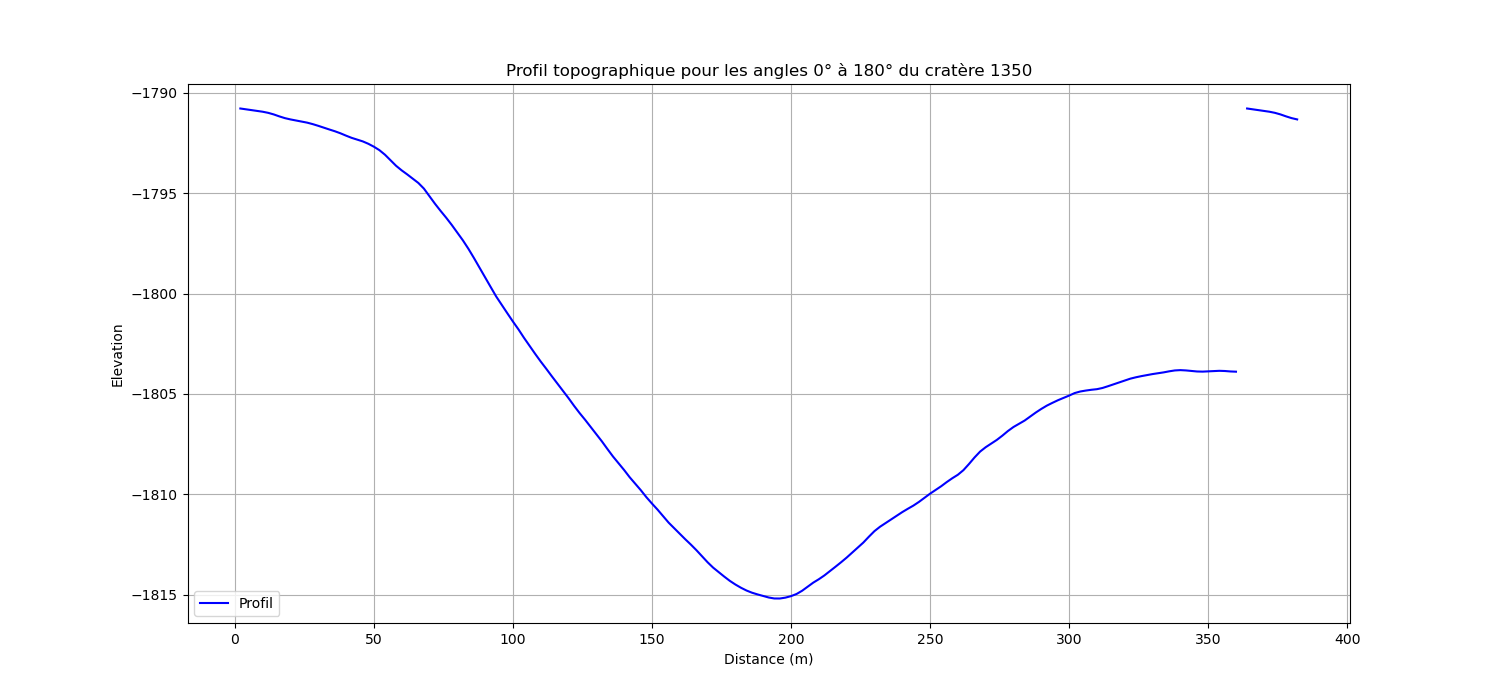 Profil topographique pour les angles 0° à 180° du cratère 1350
Elevation
−1790
−1795
−1800
−1805
−1810
−1815
Profil
0 50 100 150 200 250 300 350 400
Distance (m)